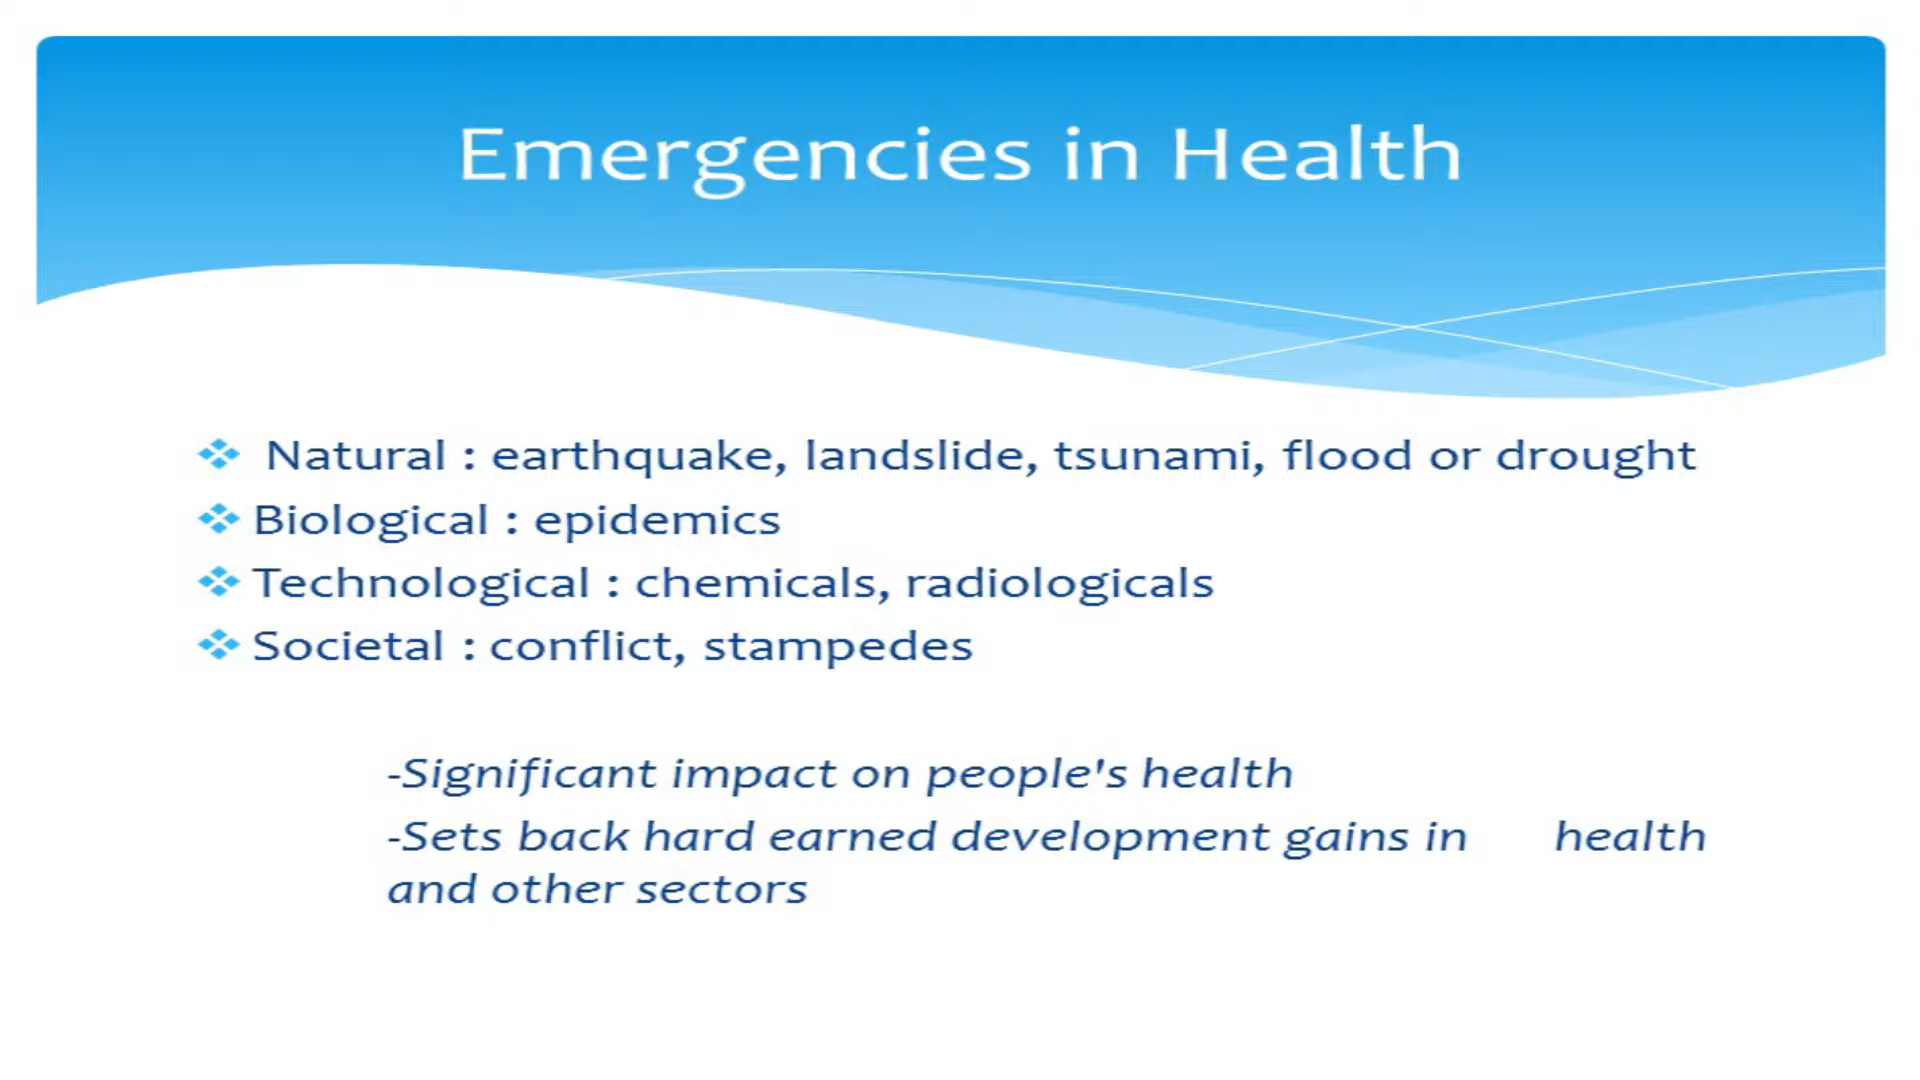 Emergencies in Health
Natural : earthquake, landslide, tsunami, flood or drought
Biological : epidemics
Technological : chemicals, radiologicals
Societal : conflict, stampedes
-Significant impact on people's health
-Sets back hard earned development gains in health
and other sectors